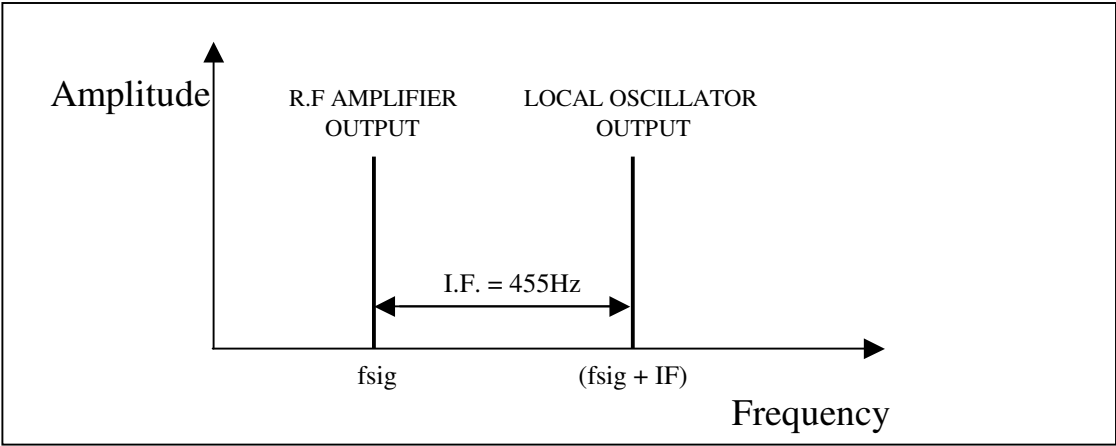 Amplitude
R.F AMPLIFIER
OUTPUT
LOCAL OSCILLATOR
OUTPUT
I.F. = 455Hz
fsig
(fsig + IF)
Frequency